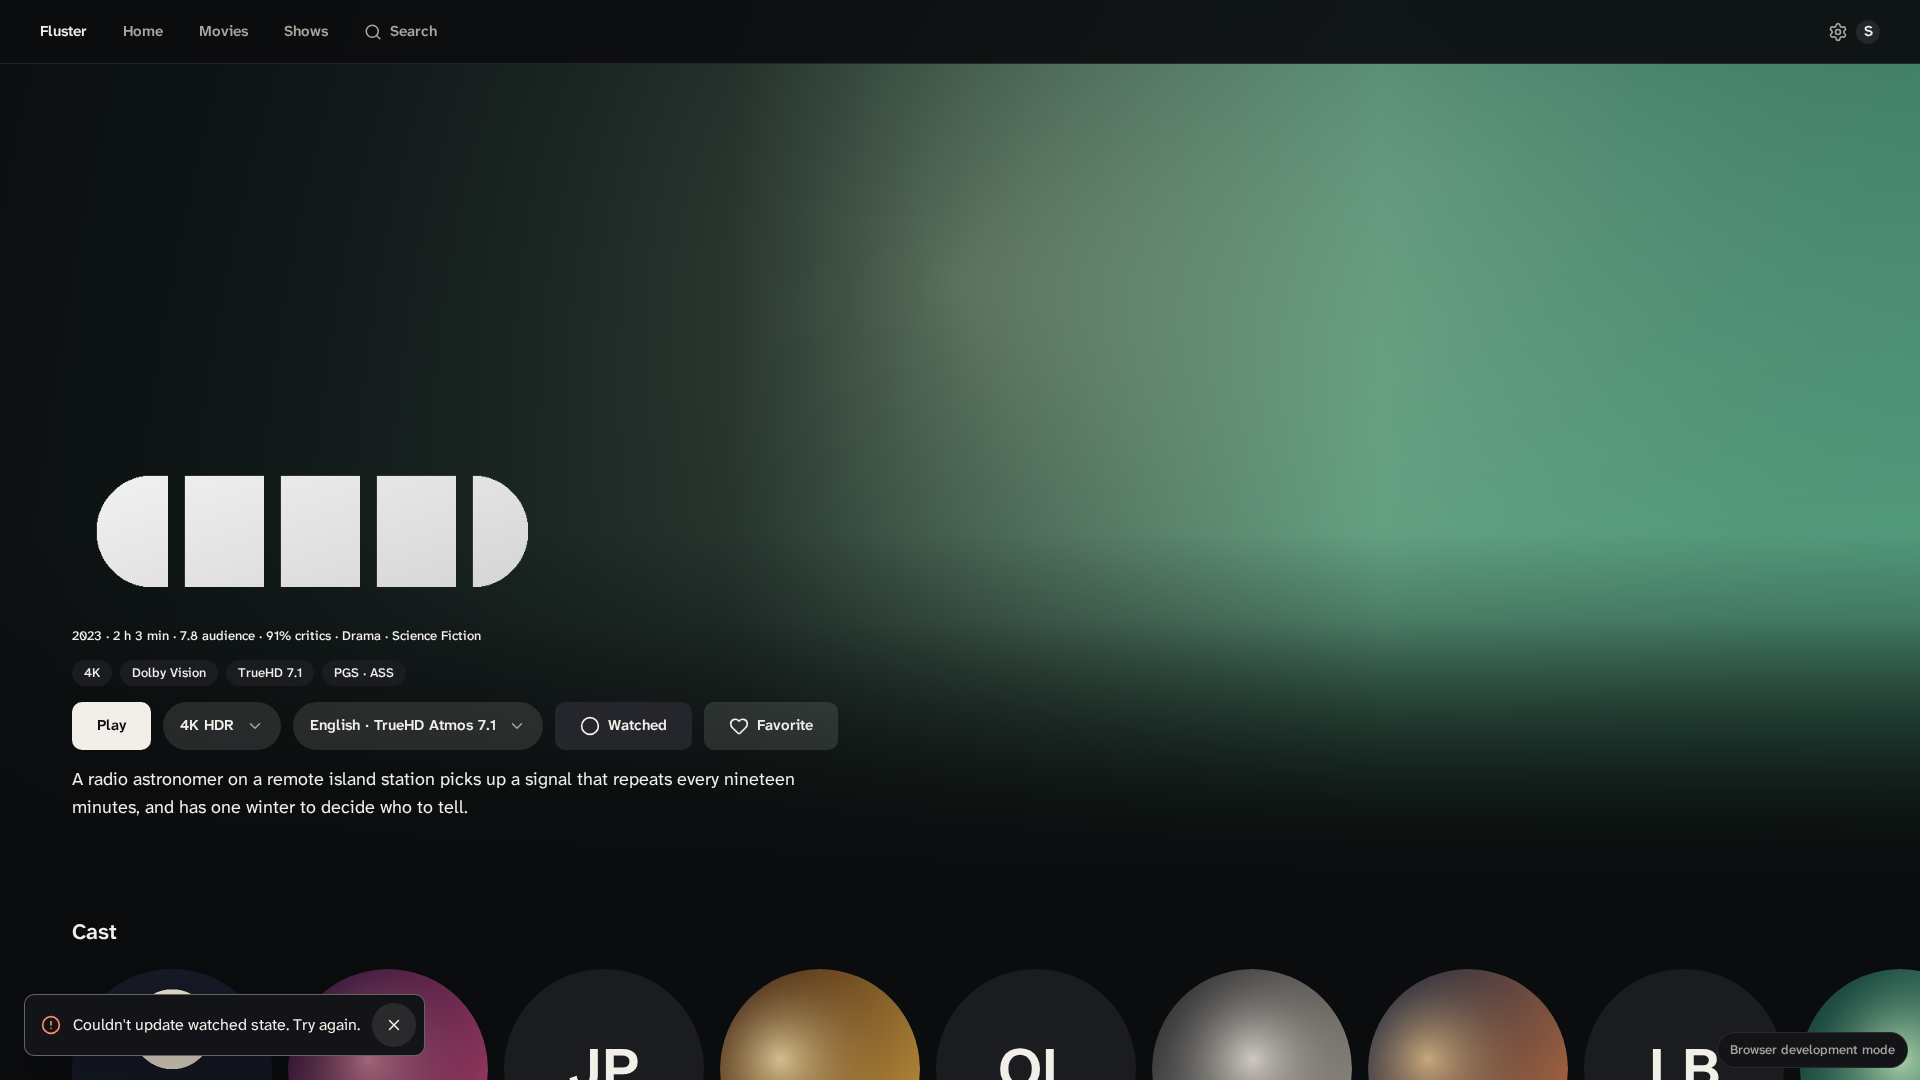 Fluster
Home
Movies
Shows
Search
S
2023 · 2 h 3 min · 7.8 audience · 91% critics · Drama · Science Fiction
4K
Dolby Vision
TrueHD 7.1
PGS · ASS
Play
4K HDR
English · TrueHD Atmos 7.1
Watched
Favorite
A radio astronomer on a remote island station picks up a signal that repeats every nineteen
minutes, and has one winter to decide who to tell.
Cast
Couldn't update watched state. Try again.
JP
LB
Browser development mode